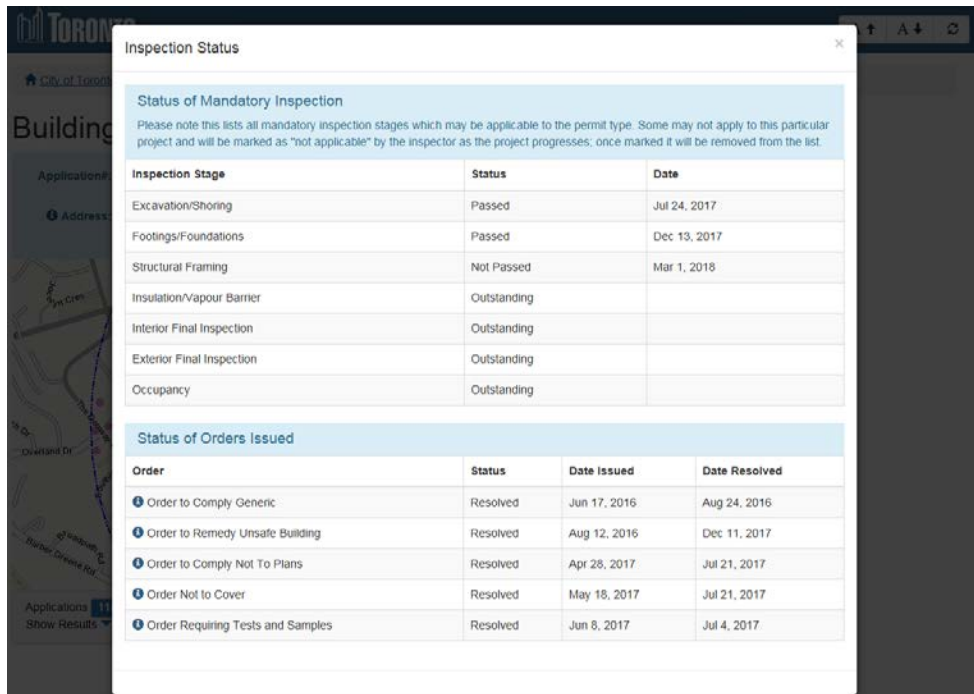 TORONT
Inspection Status
×
A
A
City of Toront
Building
Application#:
Address:
Status of Mandatory Inspection
Please note this lists all mandatory inspection stages which may be applicable to the permit type. Some may not apply to this particular
project and will be marked as "not applicable" by the inspector as the project progresses; once marked it will be removed from the list.
Inspection Stage Status Date
Excavation/Shoring Passed Jul 24, 2017
Footings/Foundations Passed Dec 13, 2017
Structural Framing Not Passed Mar 1, 2018
Insulation/Vapour Barrier Outstanding
Interior Final Inspection Outstanding
Exterior Final Inspection Outstanding
Occupancy Outstanding
Overland Dr
Barber Greene Rd
Status of Orders Issued
Order Status Date Issued Date Resolved
Order to Comply Generic Resolved Jun 17, 2016 Aug 24, 2016
Order to Remedy Unsafe Building Resolved Aug 12, 2016 Dec 11, 2017
Order to Comply Not To Plans Resolved Apr 28, 2017 Jul 21, 2017
Order Not to Cover Resolved May 18, 2017 Jul 21, 2017
Order Requiring Tests and Samples Resolved Jun 8, 2017 Jul 4, 2017
Applications 11
Show Results